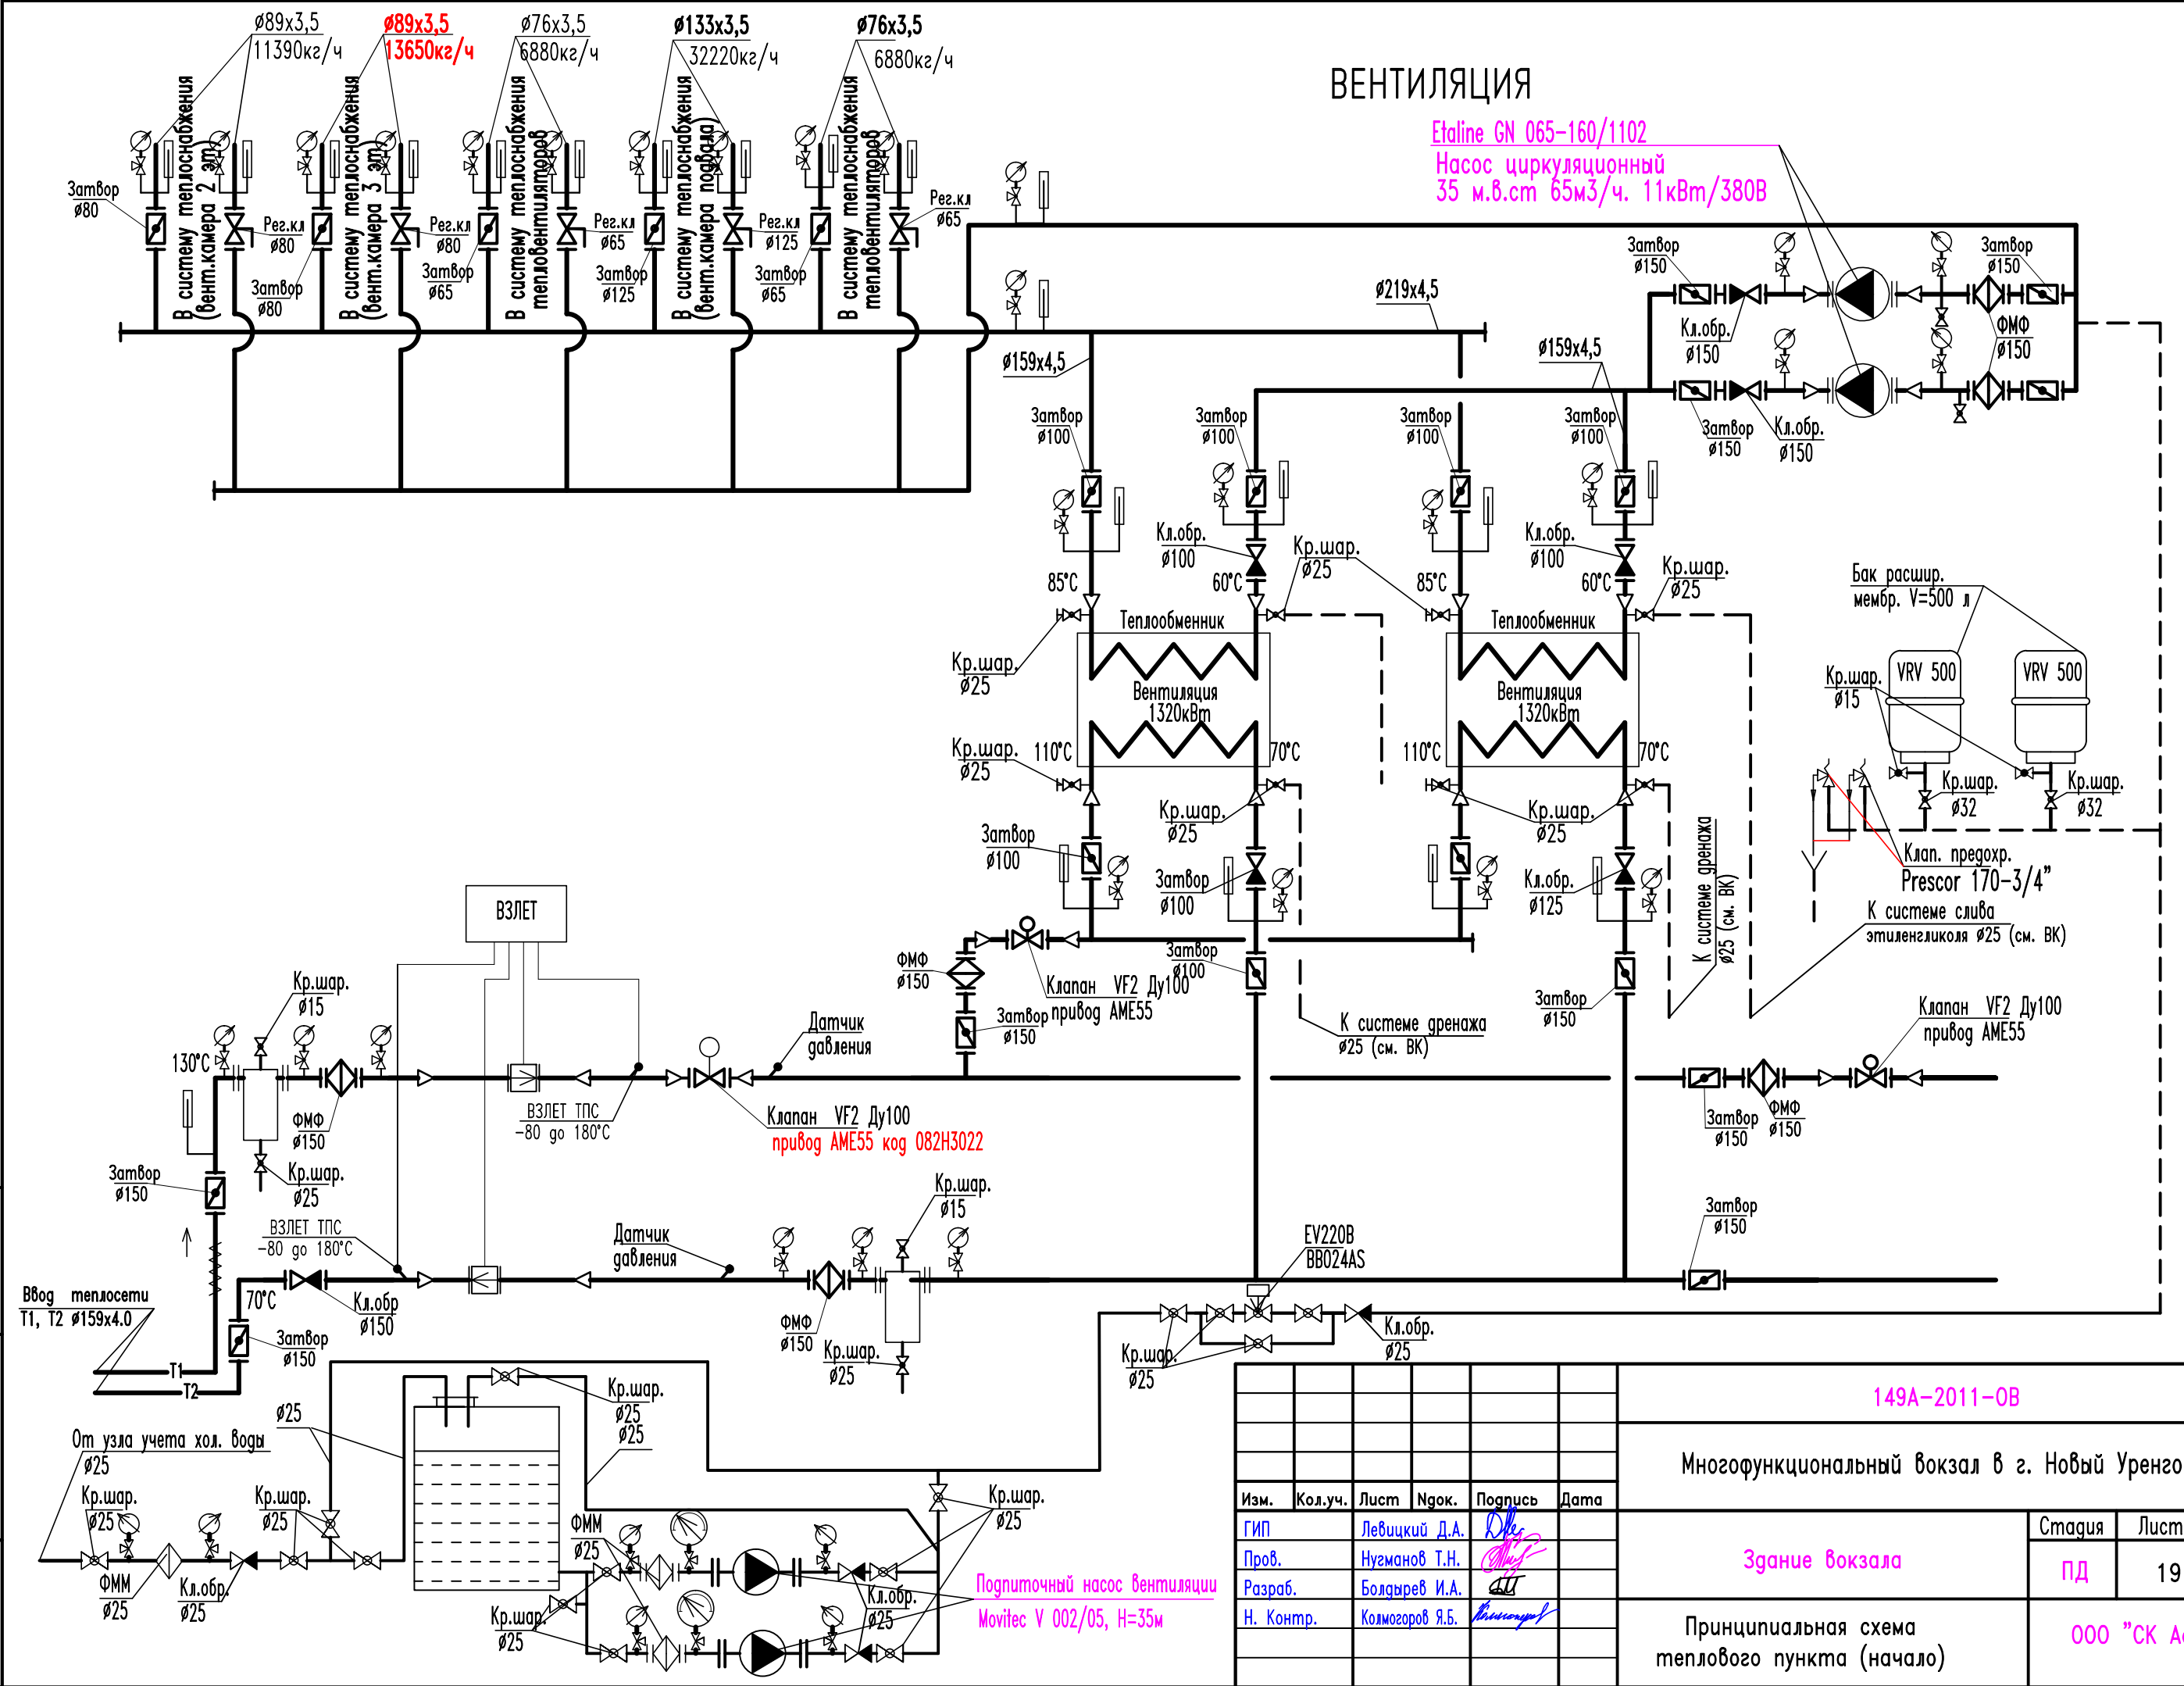 ø89x3,5
11390кг/ч
ø89x3,5
13650кг/ч
ø76x3,5
6880кг/ч
ø133x3,5
32220кг/ч
ø76x3,5
6880кг/ч
В систему теплоснабжения
(вент.камера 2 эт)
В систему теплоснабжения
(вент.камера 3 эт)
В систему теплоснабжения
тепловентиляторов
В систему теплоснабжения
(вент.камера подвала)
В систему теплоснабжения
тепловентиляторов
Затвор
ø80
Рег.кл
ø80
Затвор
ø80
Рег.кл
ø80
Затвор
ø65
Рег.кл
ø65
Затвор
ø125
Рег.кл
ø125
Затвор
ø65
Рег.кл
ø65
ВЕНТИЛЯЦИЯ
Etaline GN 065-160/1102
Насос циркуляционный
35 м.в.ст 65м3/ч. 11кВт/380В
Затвор
ø150
Затвор
ø150
Кл.обр.
ø150
ФМФ
ø150
Затвор
ø150
Кл.обр.
ø150
ø219x4,5
ø159x4,5
ø159x4,5
Затвор
ø100
Затвор
ø100
Затвор
ø100
Затвор
ø100
Кл.обр.
ø100
Кр.шар.
ø25
Кл.обр.
ø100
Кр.шар.
ø25
85°C
60°C
85°C
60°C
Теплообменник
Теплообменник
Кр.шар.
ø25
Вентиляция
1320кВт
Вентиляция
1320кВт
Кр.шар.
ø25
110°C
70°C
110°C
70°C
Кр.шар.
ø25
Кр.шар.
ø25
Затвор
ø100
Затвор
ø100
Кл.обр.
ø125
Бак расшир.
мембр. V=500 л
VRV 500
VRV 500
Кр.шар.
ø15
Кр.шар.
ø32
Кр.шар.
ø32
Клап. предохр.
Prescor 170-3/4"
К системе слива
этиленгликоля ø25 (см. ВК)
К системе дренажа
ø25 (см. ВК)
ВЗЛЕТ
ФМФ
ø150
Затвор
ø100
Клапан VF2 Ду100
привод AME55
Затвор
ø150
К системе дренажа
ø25 (см. ВК)
Затвор
ø150
Клапан VF2 Ду100
привод AME55
Кр.шар.
ø15
130°C
Датчик
давления
ФМФ
ø150
ВЗЛЕТ ТПС
-80 до 180°C
Клапан VF2 Ду100
привод AME55 код 082H3022
Затвор
ø150
ФМФ
ø150
Затвор
ø150
Кр.шар.
ø25
Кр.шар.
ø15
Затвор
ø150
ВЗЛЕТ ТПС
-80 до 180°C
Датчик
давления
EV220B
BB024AS
Ввод теплосети
Т1, Т2 ø159x4.0
70°C
Кл.обр
ø150
Затвор
ø150
ФМФ
ø150
Кр.шар.
ø25
Кр.шар.
ø25
Кл.обр.
ø25
Т1
Т2
Кр.шар.
ø25
ø25
ø25
От узла учета хол. воды
ø25
Кр.шар.
ø25
Кр.шар.
ø25
ФММ
ø25
Кл.обр.
ø25
ФММ
ø25
Кр.шар.
ø25
Кр.шар.
ø25
Кл.обр.
ø25
Подпиточный насос вентиляции
Movitec V 002/05, H=35м
149А-2011-ОВ
Многофункциональный вокзал в г. Новый Уренго
Изм. Кол.уч. Лист Nдок. Подпись Дата
ГИП Левицкий Д.А.
Пров. Нугманов Т.Н.
Разраб. Болдырев И.А.
Н. Контр. Колмогоров Я.Б.
Здание вокзала
Стадия Лист
ПД 19
Принципиальная схема
теплового пункта (начало)
ООО "СК А